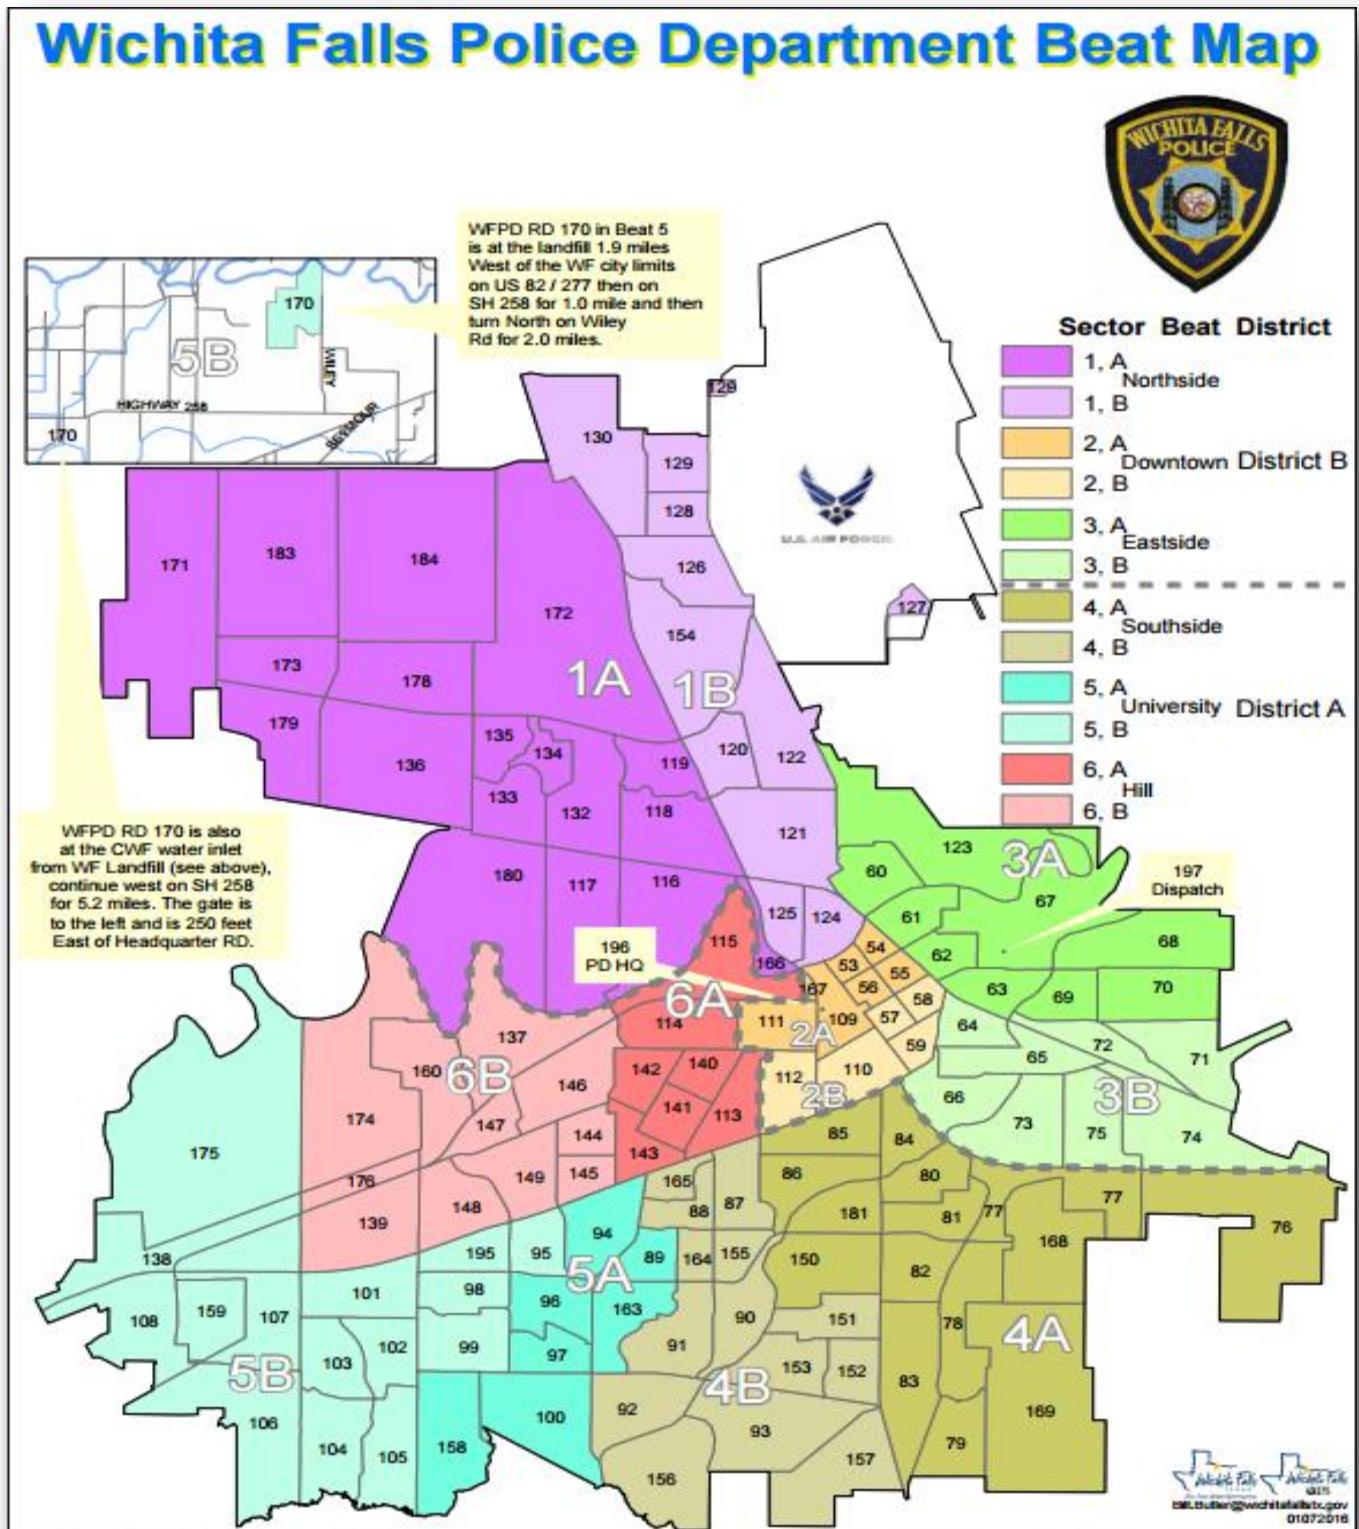 Wichita Falls Police Department Beat Map
WICHITA FALLS
POLICE
WFPD RD 170 in Beat 5
is at the landfill 1.9 miles
West of the WF city limits
on US 82 / 277 then on
SH 258 for 1.0 mile and then
turn North on Wiley
Rd for 2.0 miles.
170
5B
WILEY
HIGHWAY 258
SEYMOUR
170
Sector Beat District
1, A
Northside
1, B
2, A
Downtown District B
2, B
3, A
Eastside
3, B
4, A
Southside
4, B
5, A
University District A
5, B
6, A
Hill
6, B
U.S. AIR FORCE
WFPD RD 170 is also
at the CWF water inlet
from WF Landfill (see above),
continue west on SH 258
for 5.2 miles. The gate is
to the left and is 250 feet
East of Headquarter RD.
196
PD HQ
197
Dispatch
129
130
129
128
126
127
154
1B
120
122
121
125
124
171
183
184
172
173
178
1A
179
136
135
134
133
132
119
118
180
117
116
166
167
123
3A
60
67
61
62
68
63
69
70
64
72
71
65
66
73
75
3B
74
54
53
55
56
58
57
109
111
2A
59
110
112
2B
115
6A
114
142
140
141
113
143
137
160
6B
146
174
147
144
176
149
145
148
139
175
138
195
95
94
89
5A
101
98
96
163
108
159
107
102
99
97
103
5B
106
104
105
158
100
165
88
87
164
155
90
91
151
153
152
4B
92
93
156
157
85
84
86
80
181
81
77
77
76
168
150
82
78
4A
83
169
79
Wichita Falls
Wichita Falls
GIS
Bill.Butler@wichitafallstx.gov
01072016